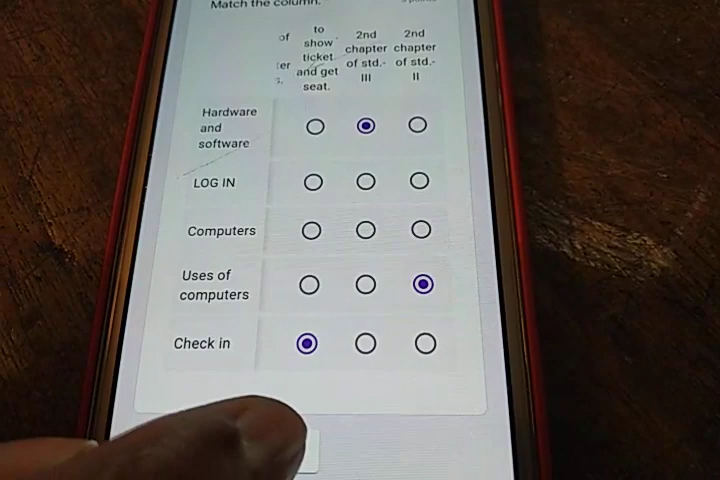 Match the column.
of
to
show
ticket
and get
seat.
2nd
chapter
of std.-
III
2nd
chapter
of std.-
II
Hardware
and
software
LOG IN
Computers
Uses of
computers
Check in